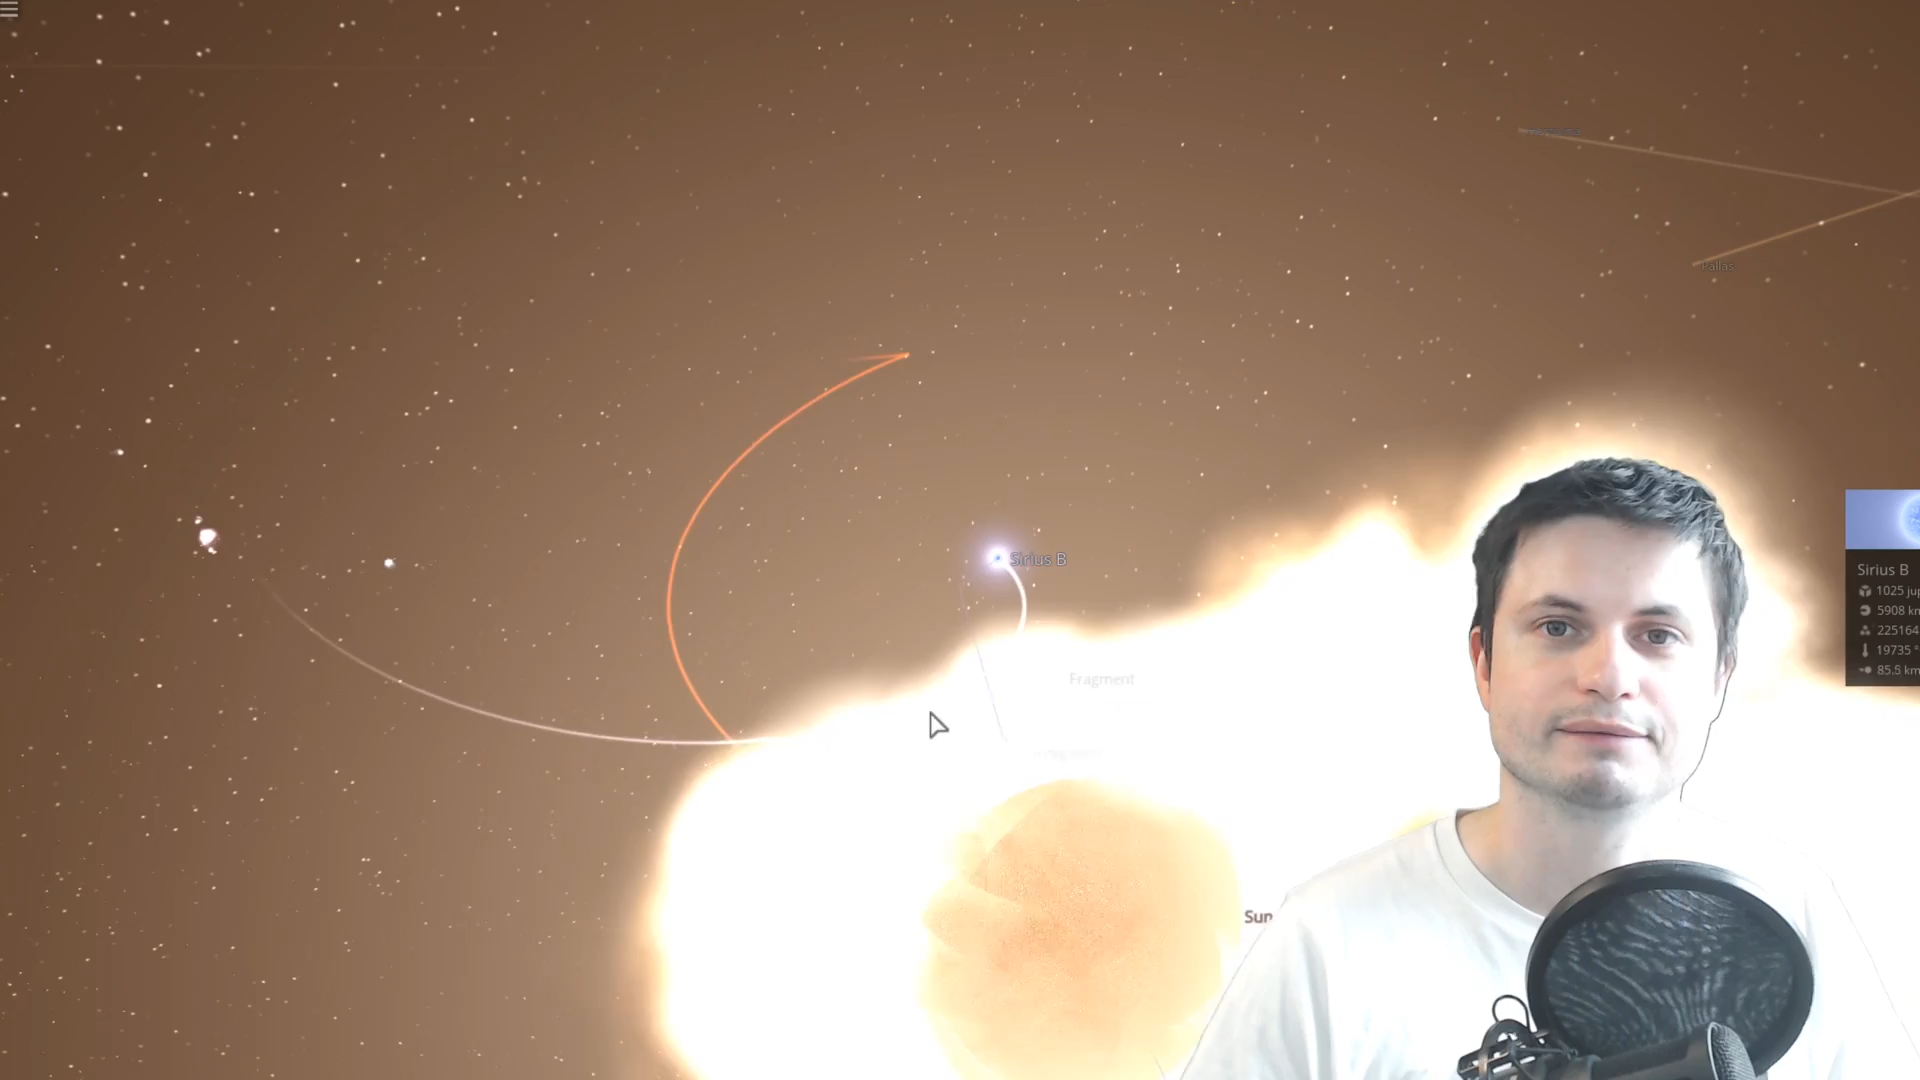 Pallas
Sirius B
Fragment
Sun
Sirius B
1025 jup
5908 km
225164
19735 °
85.5 km